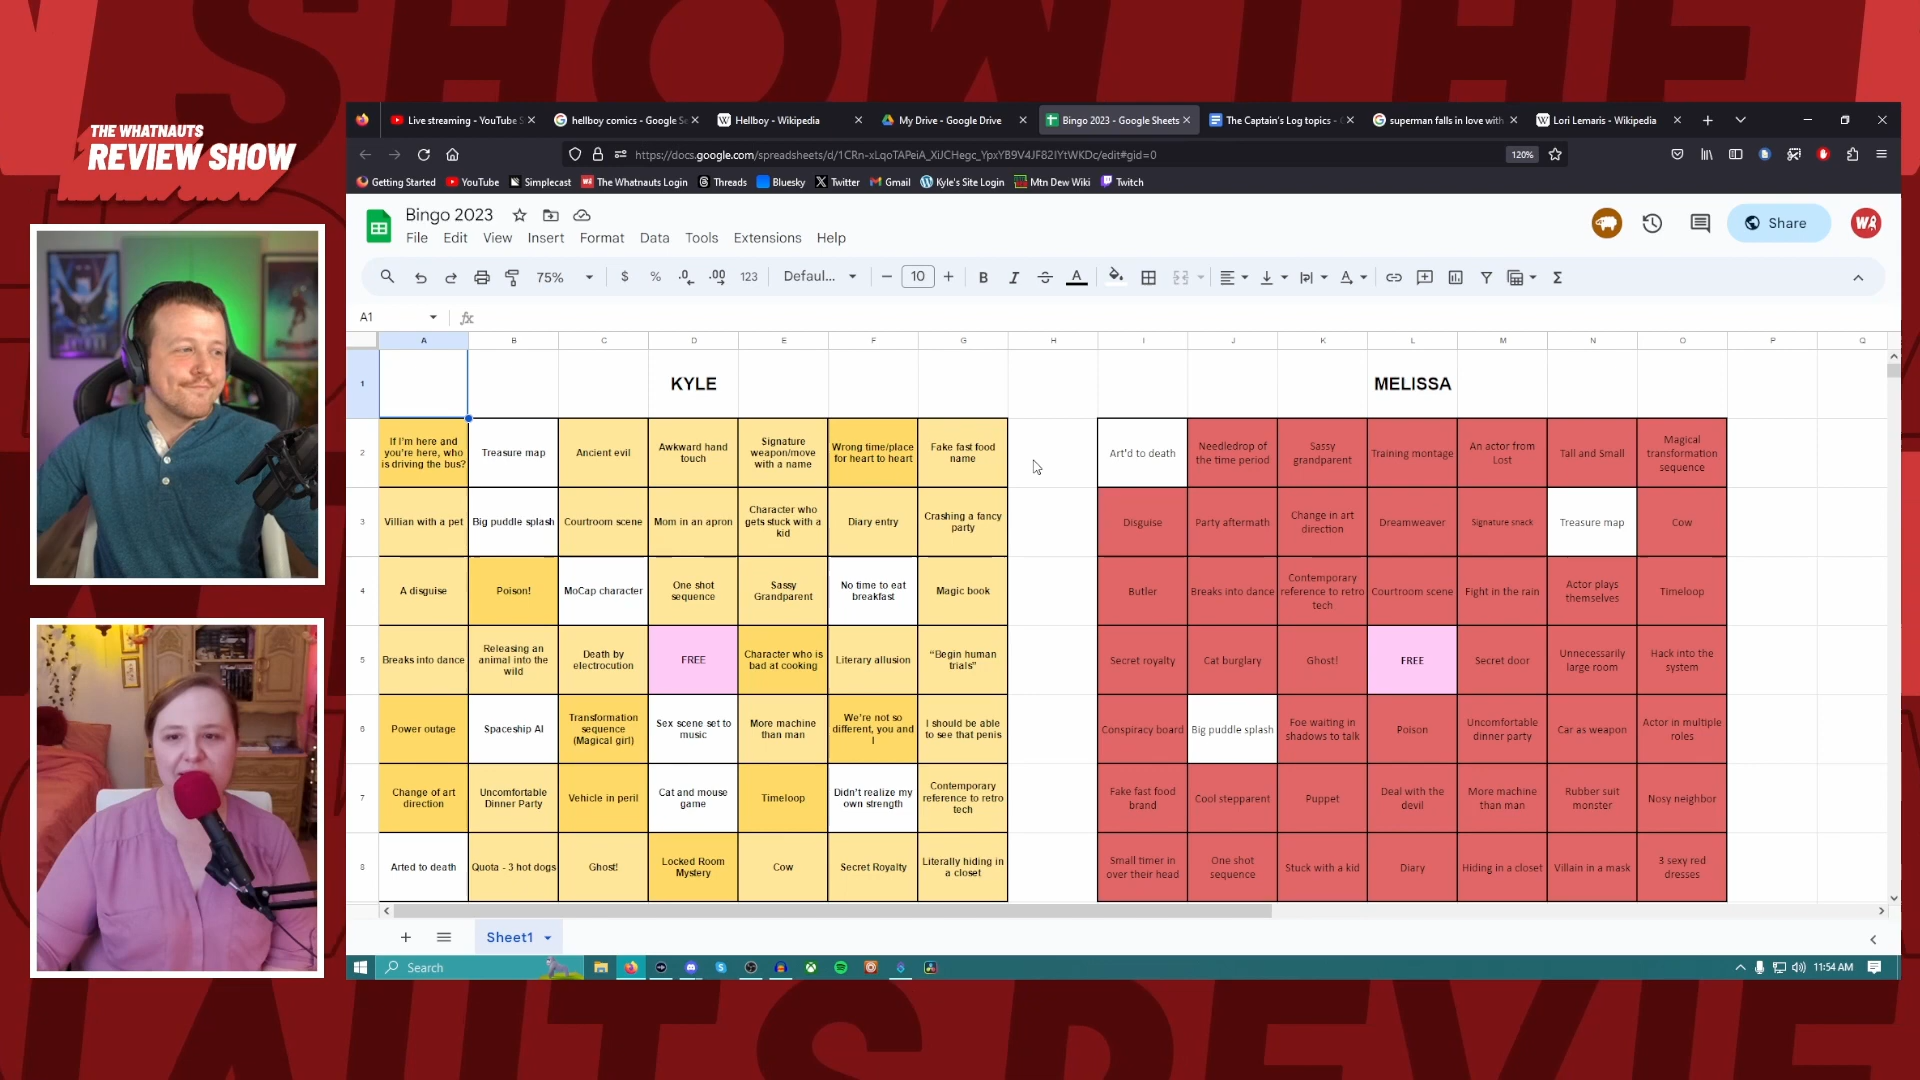 SHOW THE
THE WHATNAUTS
REVIEW SHOW
Live streaming - YouTube S
hellboy comics - Google Se
Hellboy - Wikipedia
My Drive - Google Drive
Bingo 2023 - Google Sheets
The Captain's Log topics -
superman falls in love with
Lori Lemaris - Wikipedia
120%
Getting Started
YouTube
Simplecast
The Whatnauts Login
Threads
Bluesky
Twitter
Gmail
Kyle's Site Login
Mtn Dew Wiki
Twitch
Bingo 2023
Share
File Edit View Insert Format Data Tools Extensions Help
75%
$ % .0 .00 123
Defaul...
10
A1
fx
A B C D E F G H I J K L M N O P Q
1
KYLE
MELISSA
2
If I'm here and
you're here, who
is driving the bus?
Treasure map
Ancient evil
Awkward hand
touch
Signature
weapon/move
with a name
Wrong time/place
for heart to heart
Fake fast food
name
Art'd to death
Needledrop of
the time period
Sassy
grandparent
Training montage
An actor from
Lost
Tall and Small
Magical
transformation
sequence
3
Villian with a pet
Big puddle splash
Courtroom scene
Mom in an apron
Character who
gets stuck with a
kid
Diary entry
Crashing a fancy
party
Disguise
Party aftermath
Change in art
direction
Dreamweaver
Signature snack
Treasure map
Cow
4
A disguise
Poison!
MoCap character
One shot
sequence
Sassy
Grandparent
No time to eat
breakfast
Magic book
Butler
Breaks into dance
Contemporary
reference to retro
tech
Courtroom scene
Fight in the rain
Actor plays
themselves
Timeloop
5
Breaks into dance
Releasing an
animal into the
wild
Death by
electrocution
FREE
Character who is
bad at cooking
Literary allusion
“Begin human
trials”
Secret royalty
Cat burglary
Ghost!
FREE
Secret door
Unnecessarily
large room
Hack into the
system
6
Power outage
Spaceship AI
Transformation
sequence
(Magical girl)
Sex scene set to
music
More machine
than man
We're not so
different, you and
I
I should be able
to see that penis
Conspiracy board
Big puddle splash
Foe waiting in
shadows to talk
Poison
Uncomfortable
dinner party
Car as weapon
Actor in multiple
roles
7
Change of art
direction
Uncomfortable
Dinner Party
Vehicle in peril
Cat and mouse
game
Timeloop
Didn't realize my
own strength
Contemporary
reference to retro
tech
Fake fast food
brand
Cool stepparent
Puppet
Deal with the
devil
More machine
than man
Rubber suit
monster
Nosy neighbor
8
Arted to death
Quota - 3 hot dogs
Ghost!
Locked Room
Mystery
Cow
Secret Royalty
Literally hiding in
a closet
Small timer in
over their head
One shot
sequence
Stuck with a kid
Diary
Hiding in a closet
Villain in a mask
3 sexy red
dresses
Sheet1
Search
11:54 AM